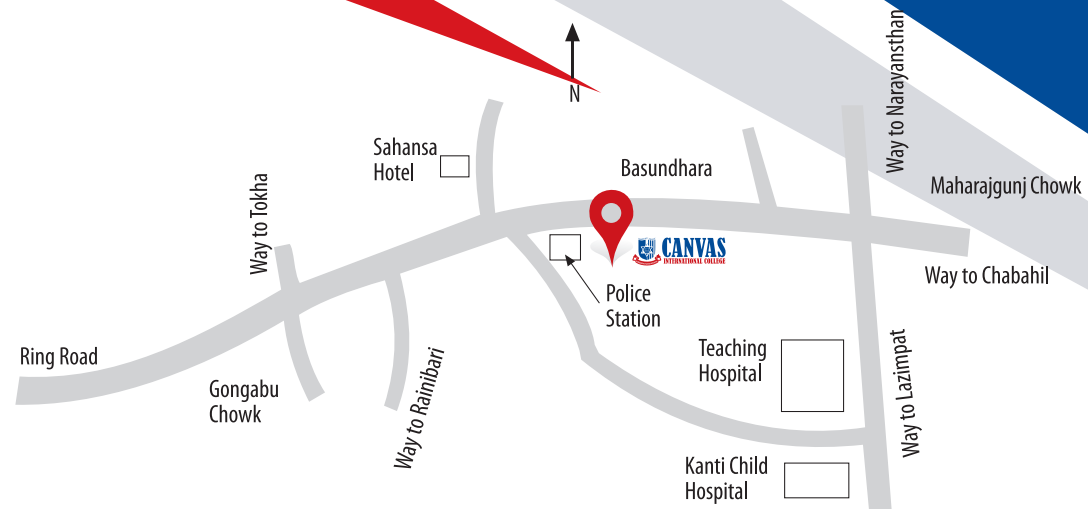 N
Way to Narayansthan
Sahansa
Hotel
Basundhara
Maharajgunj Chowk
Way to Tokha
CANVAS
INTERNATIONAL COLLEGE
Way to Chabahil
Police
Station
Ring Road
Teaching
Hospital
Gongabu
Chowk
Way to Rainibari
Way to Lazimpat
Kanti Child
Hospital